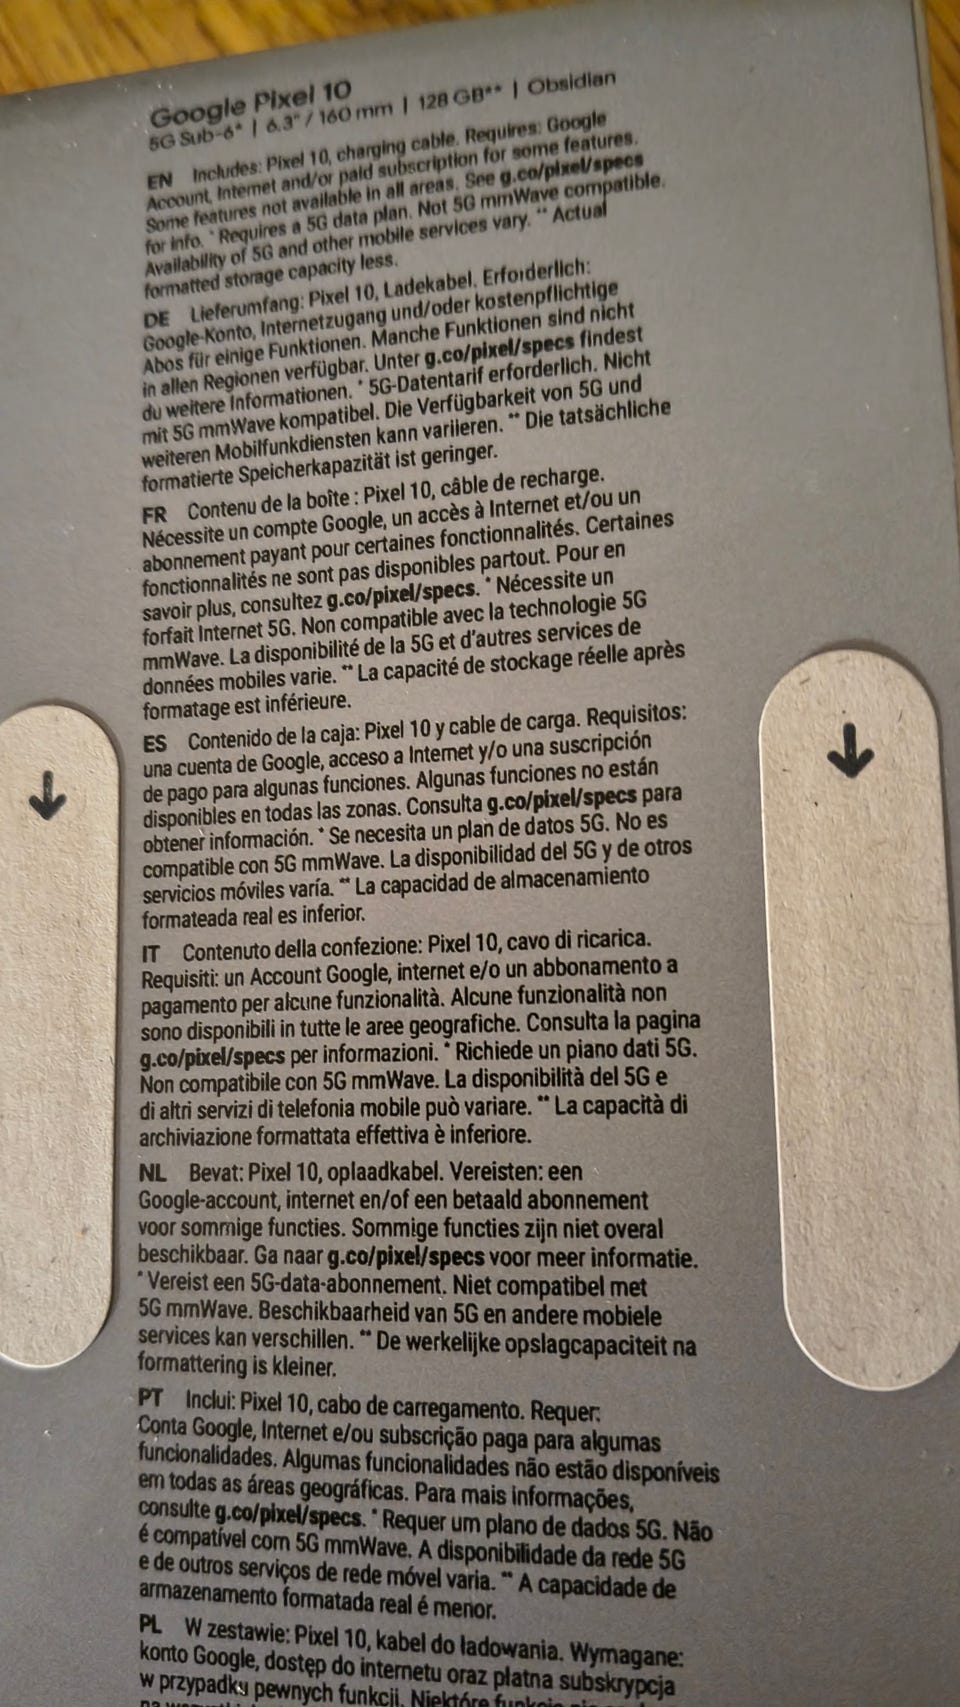 Google Pixel 10
5G Sub-6* | 6.3" / 160 mm | 128 GB** | Obsidian
EN Includes: Pixel 10, charging cable. Requires: Google
Account, Internet and/or paid subscription for some features.
Some features not available in all areas. See g.co/pixel/specs
for info. * Requires a 5G data plan. Not 5G mmWave compatible.
Availability of 5G and other mobile services vary. ** Actual
formatted storage capacity less.
DE Lieferumfang: Pixel 10, Ladekabel. Erforderlich:
Google-Konto, Internetzugang und/oder kostenpflichtige
Abos für einige Funktionen. Manche Funktionen sind nicht
in allen Regionen verfügbar. Unter g.co/pixel/specs findest
du weitere Informationen. * 5G-Datentarif erforderlich. Nicht
mit 5G mmWave kompatibel. Die Verfügbarkeit von 5G und
weiteren Mobilfunkdiensten kann variieren. ** Die tatsächliche
formatierte Speicherkapazität ist geringer.
FR Contenu de la boîte : Pixel 10, câble de recharge.
Nécessite un compte Google, un accès à Internet et/ou un
abonnement payant pour certaines fonctionnalités. Certaines
fonctionnalités ne sont pas disponibles partout. Pour en
savoir plus, consultez g.co/pixel/specs. * Nécessite un
forfait Internet 5G. Non compatible avec la technologie 5G
mmWave. La disponibilité de la 5G et d'autres services de
données mobiles varie. ** La capacité de stockage réelle après
formatage est inférieure.
ES Contenido de la caja: Pixel 10 y cable de carga. Requisitos:
una cuenta de Google, acceso a Internet y/o una suscripción
de pago para algunas funciones. Algunas funciones no están
disponibles en todas las zonas. Consulta g.co/pixel/specs para
obtener información. * Se necesita un plan de datos 5G. No es
compatible con 5G mmWave. La disponibilidad del 5G y de otros
servicios móviles varía. ** La capacidad de almacenamiento
formateada real es inferior.
IT Contenuto della confezione: Pixel 10, cavo di ricarica.
Requisiti: un Account Google, internet e/o un abbonamento a
pagamento per alcune funzionalità. Alcune funzionalità non
sono disponibili in tutte le aree geografiche. Consulta la pagina
g.co/pixel/specs per informazioni. * Richiede un piano dati 5G.
Non compatibile con 5G mmWave. La disponibilità del 5G e
di altri servizi di telefonia mobile può variare. ** La capacità di
archiviazione formattata effettiva è inferiore.
NL Bevat: Pixel 10, oplaadkabel. Vereisten: een
Google-account, internet en/of een betaald abonnement
voor sommige functies. Sommige functies zijn niet overal
beschikbaar. Ga naar g.co/pixel/specs voor meer informatie.
* Vereist een 5G-data-abonnement. Niet compatibel met
5G mmWave. Beschikbaarheid van 5G en andere mobiele
services kan verschillen. ** De werkelijke opslagcapaciteit na
formattering is kleiner.
PT Inclui: Pixel 10, cabo de carregamento. Requer:
Conta Google, Internet e/ou subscrição paga para algumas
funcionalidades. Algumas funcionalidades não estão disponíveis
em todas as áreas geográficas. Para mais informações,
consulte g.co/pixel/specs. * Requer um plano de dados 5G. Não
é compatível com 5G mmWave. A disponibilidade da rede 5G
e de outros serviços de rede móvel varia. ** A capacidade de
armazenamento formatada real é menor.
PL W zestawie: Pixel 10, kabel do ładowania. Wymagane:
konto Google, dostęp do internetu oraz płatna subskrypcja
w przypadku pewnych funkcji. Niektóre